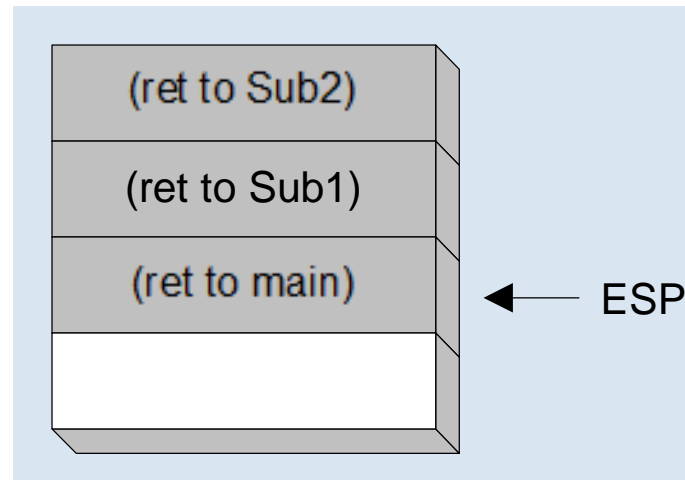 (ret to Sub2)
(ret to Sub1)
(ret to main)
ESP